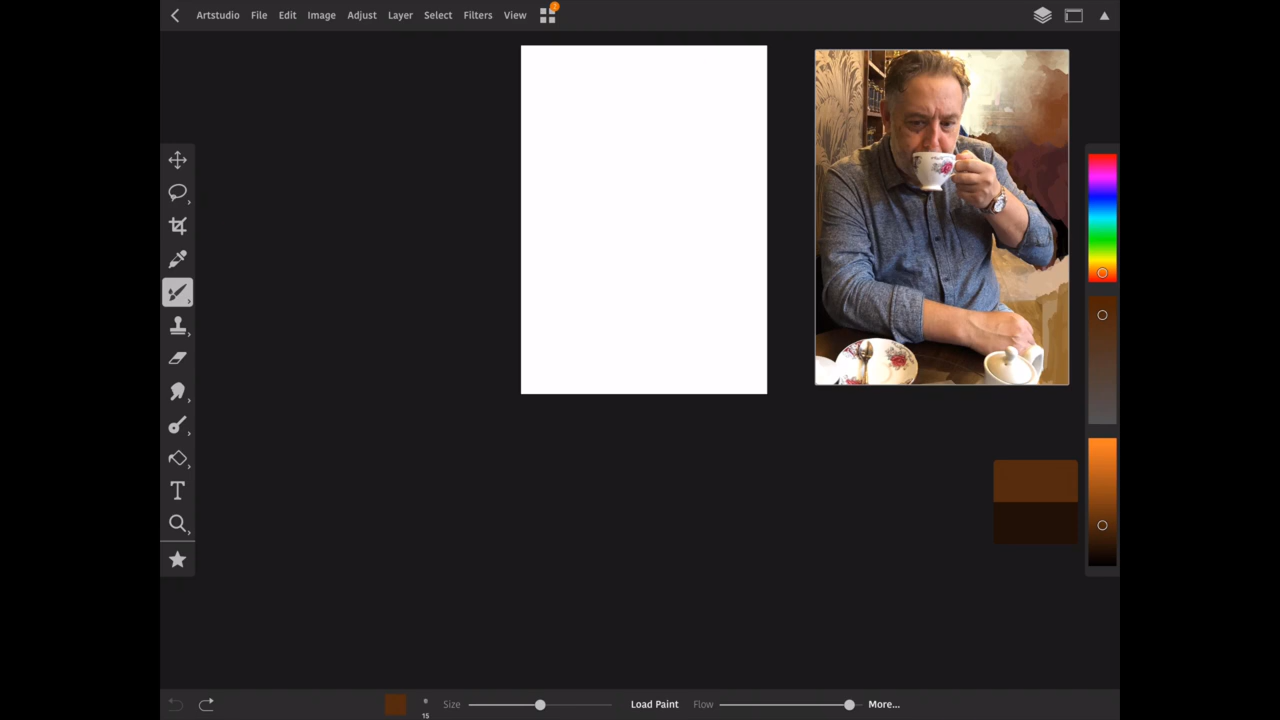 Artstudio File Edit Image Adjust Layer Select Filters View
T
15 Size Load Paint Flow More...